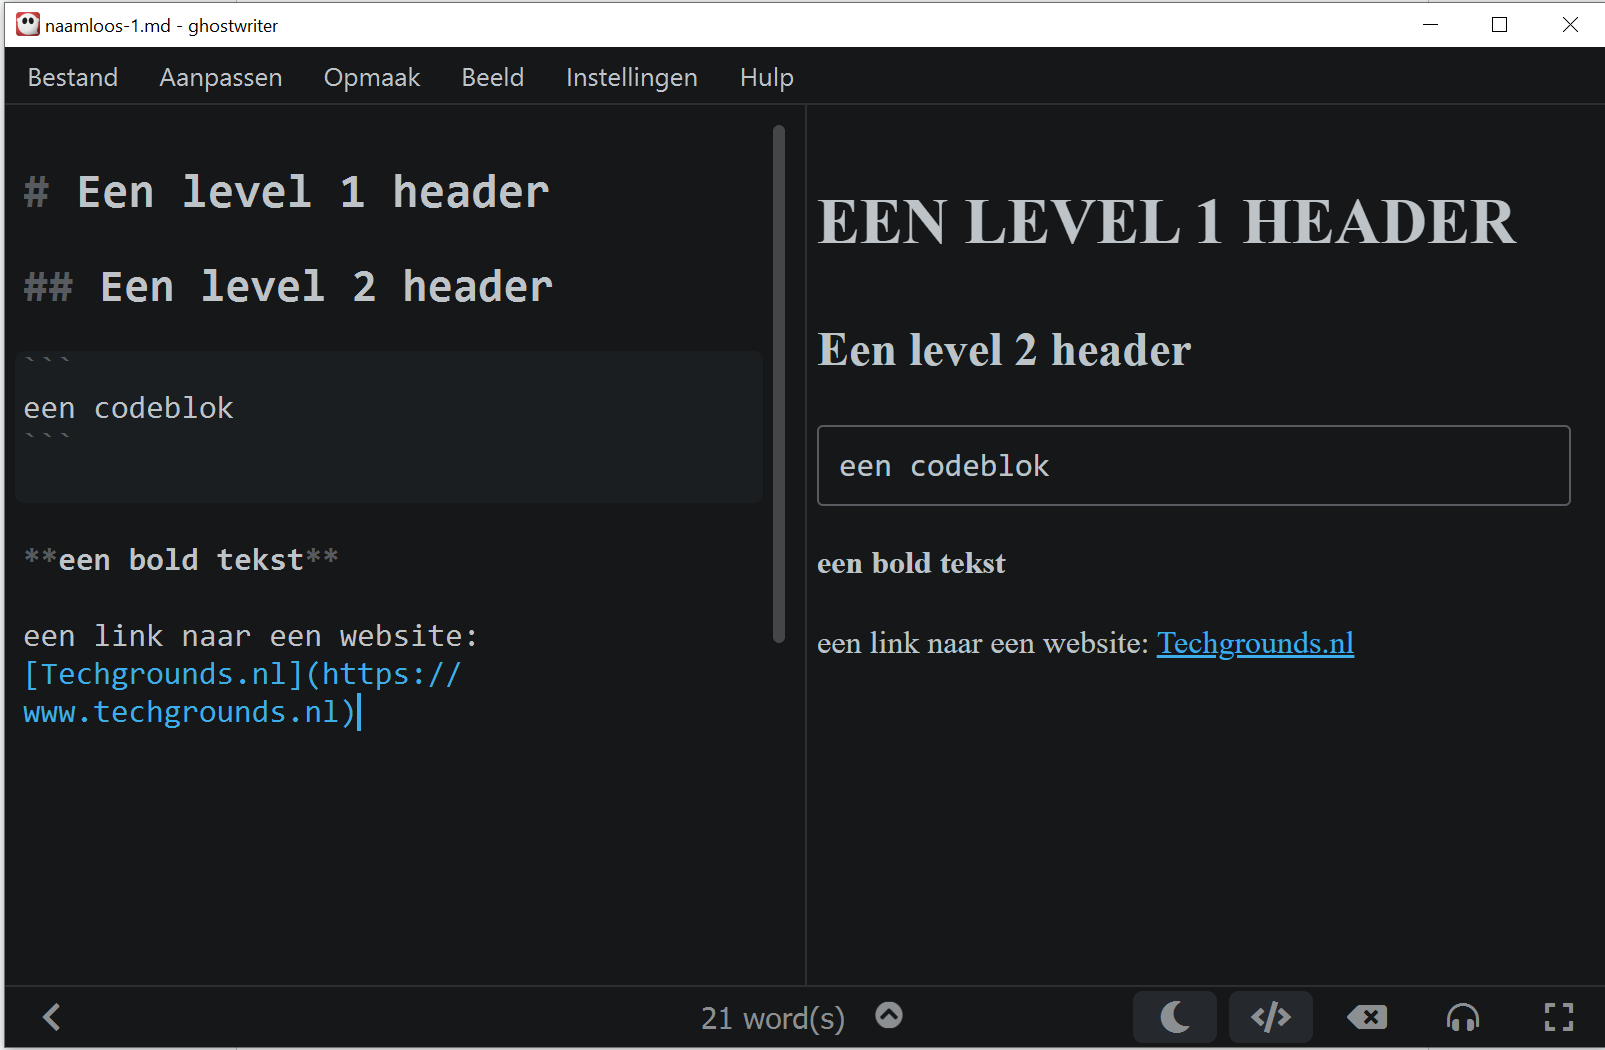 naamloos-1.md - ghostwriter
Bestand Aanpassen Opmaak Beeld Instellingen Hulp
# Een level 1 header
## Een level 2 header
```
een codeblok
```
**een bold tekst**
een link naar een website:
[Techgrounds.nl](https://
www.techgrounds.nl)
EEN LEVEL 1 HEADER
Een level 2 header
een codeblok
een bold tekst
een link naar een website: Techgrounds.nl
21 word(s)